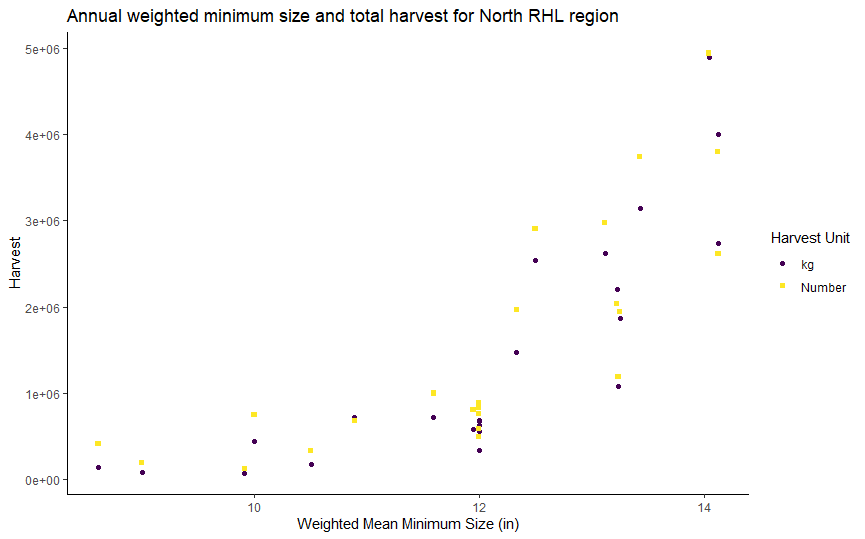 Annual weighted minimum size and total harvest for North RHL region
5e+06
4e+06
3e+06
2e+06
1e+06
0e+00
Harvest
10
12
14
Weighted Mean Minimum Size (in)
Harvest Unit
kg
Number